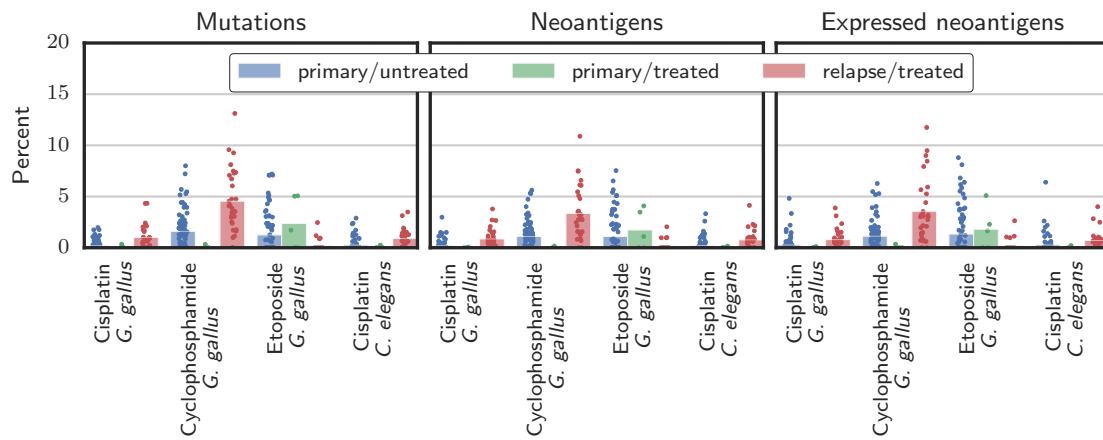 Mutations
Neoantigens
Expressed neoantigens
primary/untreated
primary/treated
relapse/treated
Percent
20
15
10
5
0
Cisplatin
G. gallus
Cyclophosphamide
G. gallus
Etoposide
G. gallus
Cisplatin
C. elegans
Cisplatin
G. gallus
Cyclophosphamide
G. gallus
Etoposide
G. gallus
Cisplatin
C. elegans
Cisplatin
G. gallus
Cyclophosphamide
G. gallus
Etoposide
G. gallus
Cisplatin
C. elegans